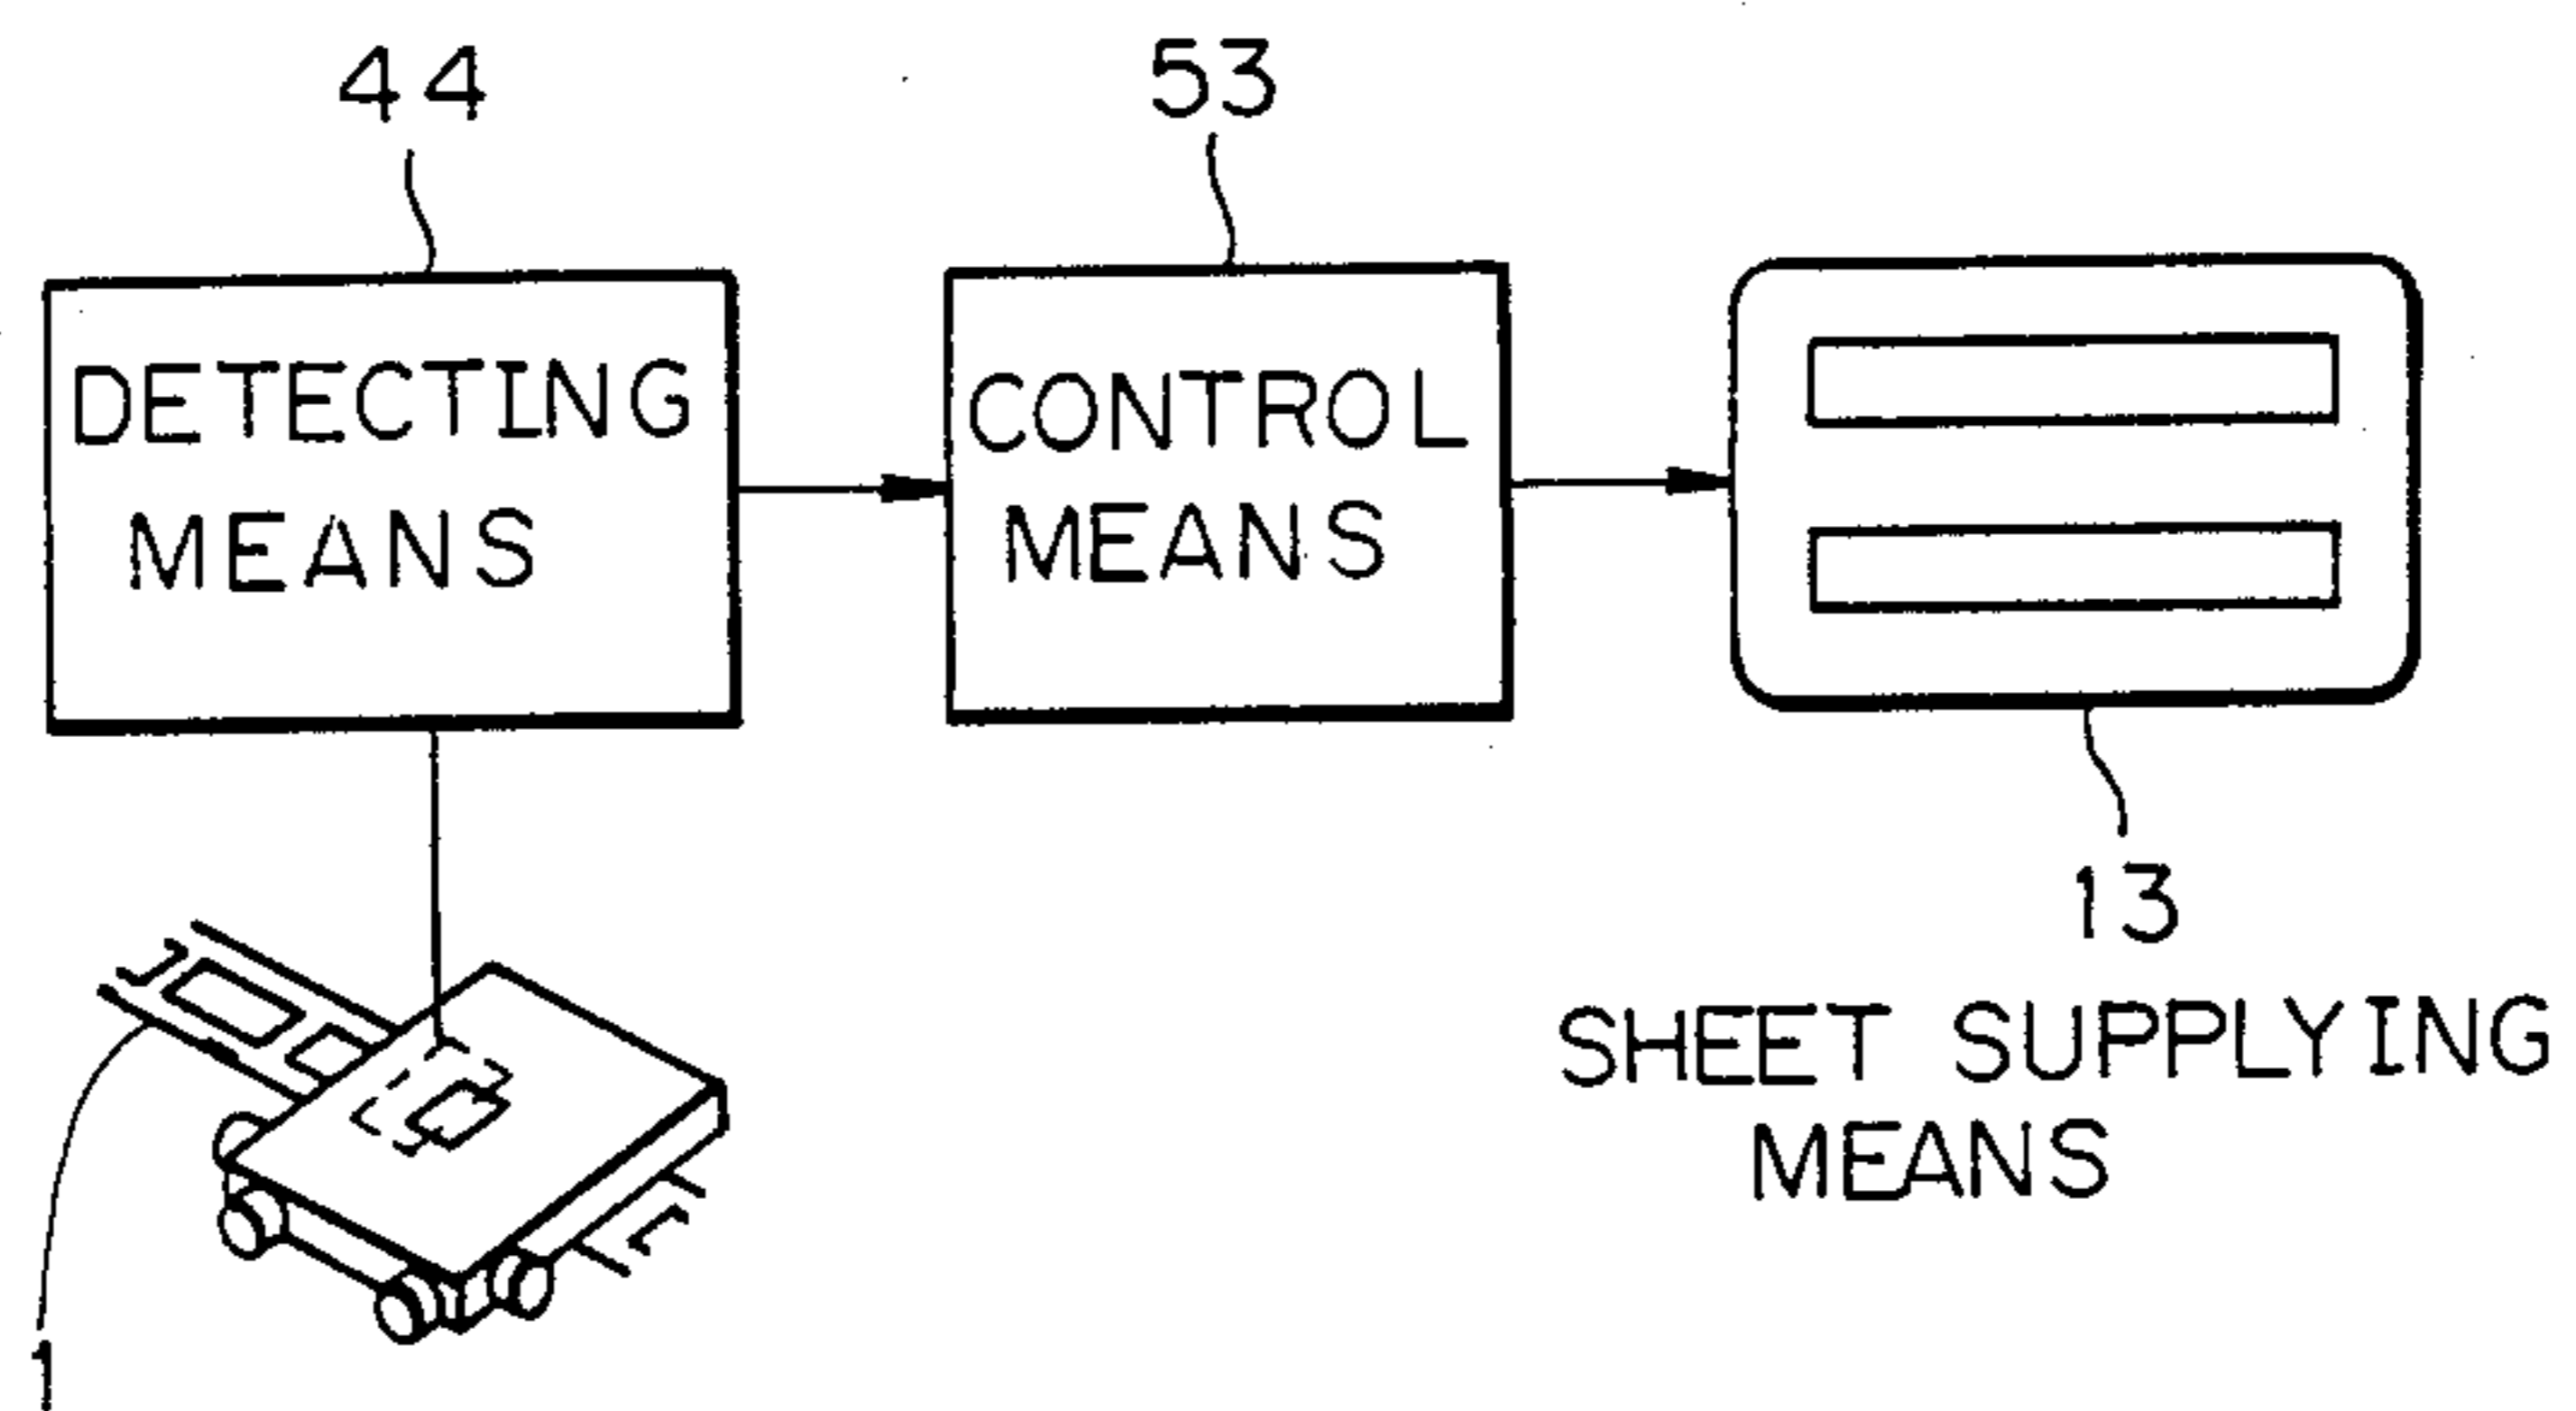 44
53
DETECTING
MEANS
CONTROL
MEANS
13
SHEET SUPPLYING
MEANS
1